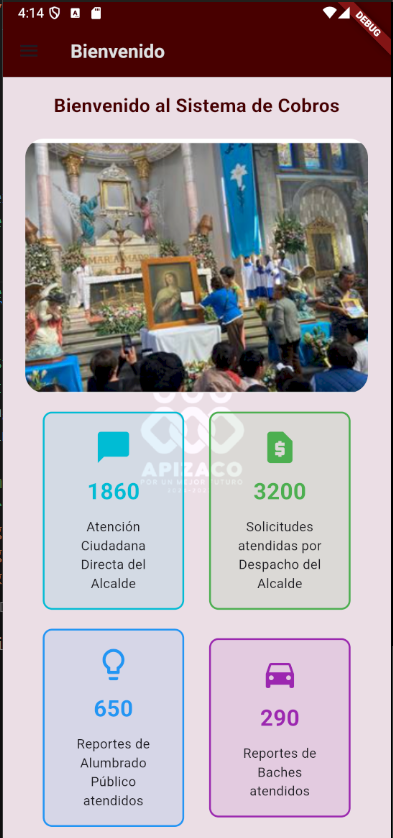 4:14
DEBUG
Bienvenido
Bienvenido al Sistema de Cobros
APIZACO
POR UN MEJOR FUTURO
1860
Atención
Ciudadana
Directa del
Alcalde
3200
Solicitudes
atendidas por
Despacho del
Alcalde
650
Reportes de
Alumbrado
Público
atendidos
290
Reportes de
Baches
atendidos